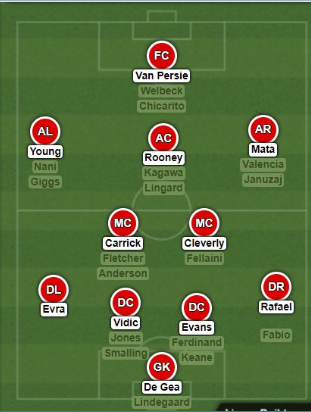 FC
Van Persie
Welbeck
Chicarito
AL
Young
Nani
Giggs
AC
Rooney
Kagawa
Lingard
AR
Mata
Valencia
Januzaj
MC
Carrick
Fletcher
Anderson
MC
Cleverly
Fellaini
DL
Evra
DC
Vidic
Jones
Smalling
DC
Evans
Ferdinand
Keane
DR
Rafael
Fabio
GK
De Gea
Lindegaard